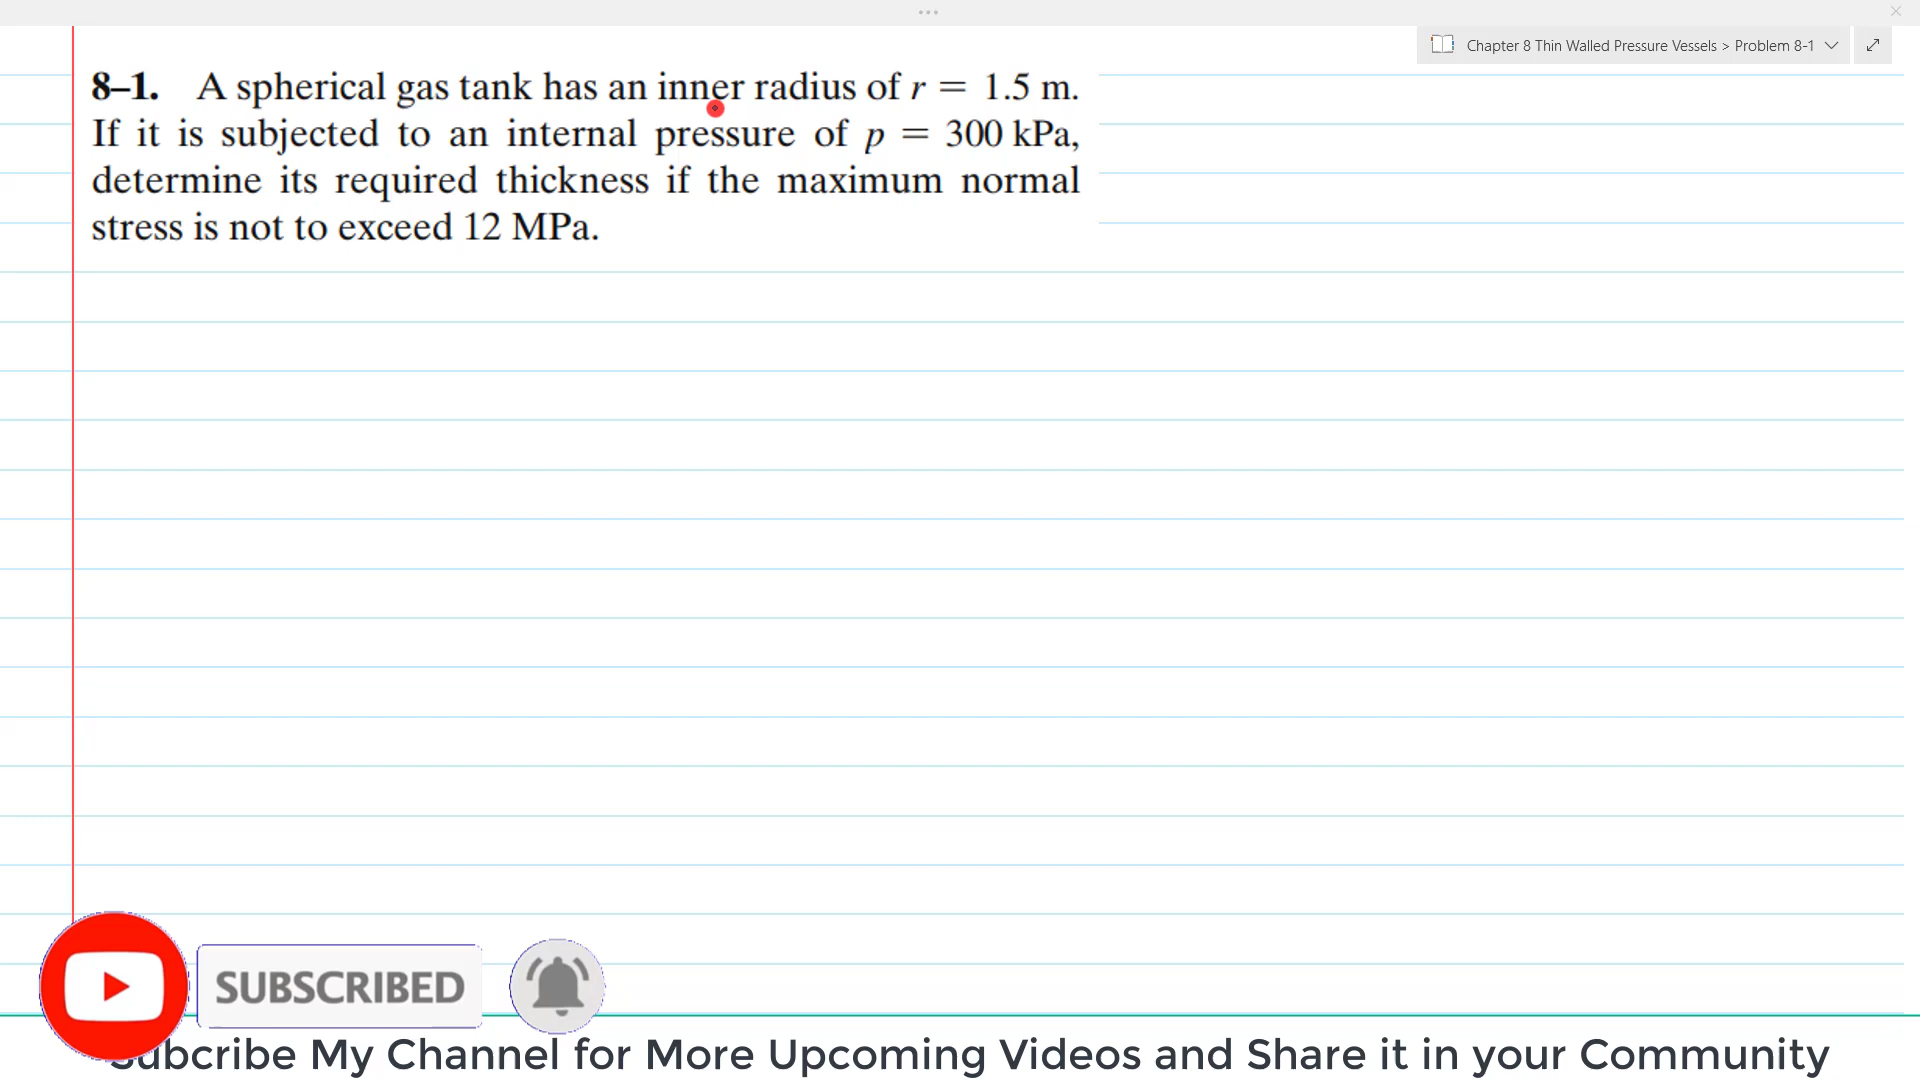 Chapter 8 Thin Walled Pressure Vessels > Problem 8-1
8–1. A spherical gas tank has an inner radius of r = 1.5 m.
If it is subjected to an internal pressure of p = 300 kPa,
determine its required thickness if the maximum normal
stress is not to exceed 12 MPa.
SUBSCRIBED
Subcribe My Channel for More Upcoming Videos and Share it in your Community